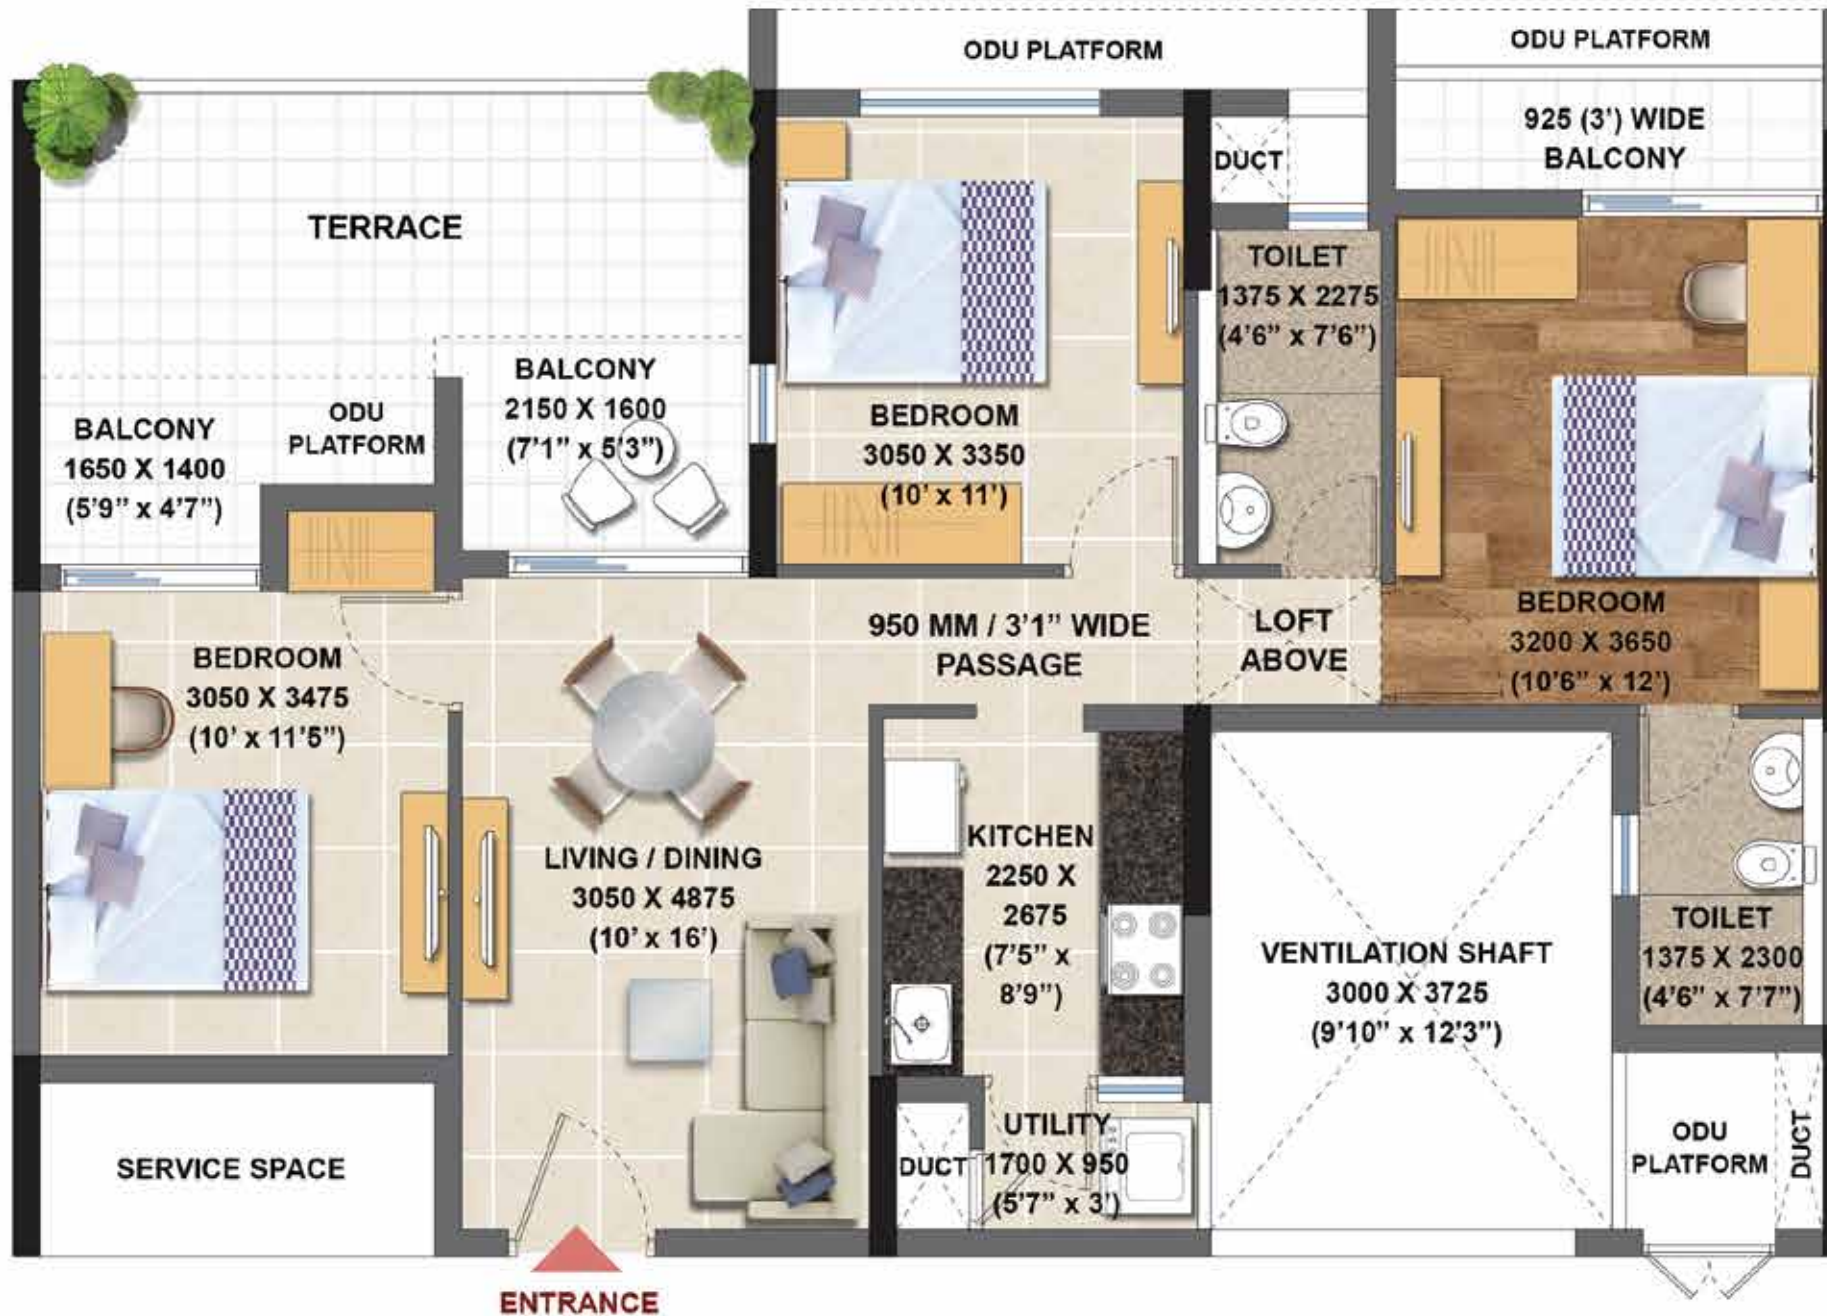 ODU PLATFORM
ODU PLATFORM
925 (3') WIDE
BALCONY
DUCT
TERRACE
TOILET
1375 X 2275
(4'6" x 7'6")
BALCONY
2150 X 1600
(7'1" x 5'3")
ODU
PLATFORM
BALCONY
1650 X 1400
(5'9" x 4'7")
BEDROOM
3050 X 3350
(10' x 11')
950 MM / 3'1" WIDE
PASSAGE
LOFT
ABOVE
BEDROOM
3200 X 3650
(10'6" x 12')
BEDROOM
3050 X 3475
(10' x 11'5")
LIVING / DINING
3050 X 4875
(10' x 16')
KITCHEN
2250 X
2675
(7'5" x
8'9")
VENTILATION SHAFT
3000 X 3725
(9'10" x 12'3")
TOILET
1375 X 2300
(4'6" x 7'7")
SERVICE SPACE
DUCT
UTILITY
1700 X 950
(5'7" x 3')
ODU
PLATFORM
DUCT
ENTRANCE